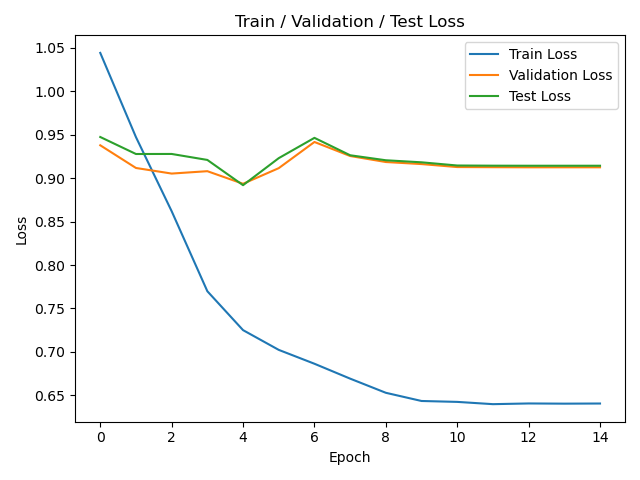 Train / Validation / Test Loss
Train Loss
Validation Loss
Test Loss
1.05
1.00
0.95
0.90
0.85
0.80
0.75
0.70
0.65
Loss
0 2 4 6 8 10 12 14
Epoch